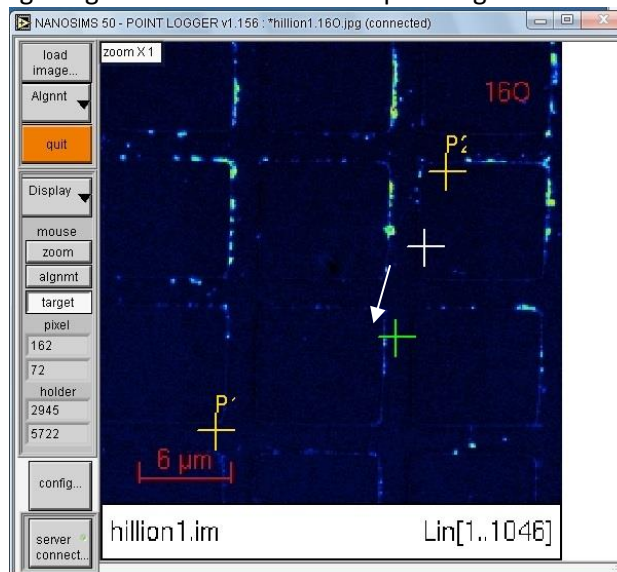 NANOSIMS 50 - POINT LOGGER v1.156 : *hillion1.16O.jpg (connected)
load
image...
Algnnt
quit
Display
mouse
zoom
algnmt
target
pixel
162
72
holder
2945
5722
config...
server
connect...
zoom X 1
16O
P2
P1
6 µm
hillion1.im
Lin[1..1046]